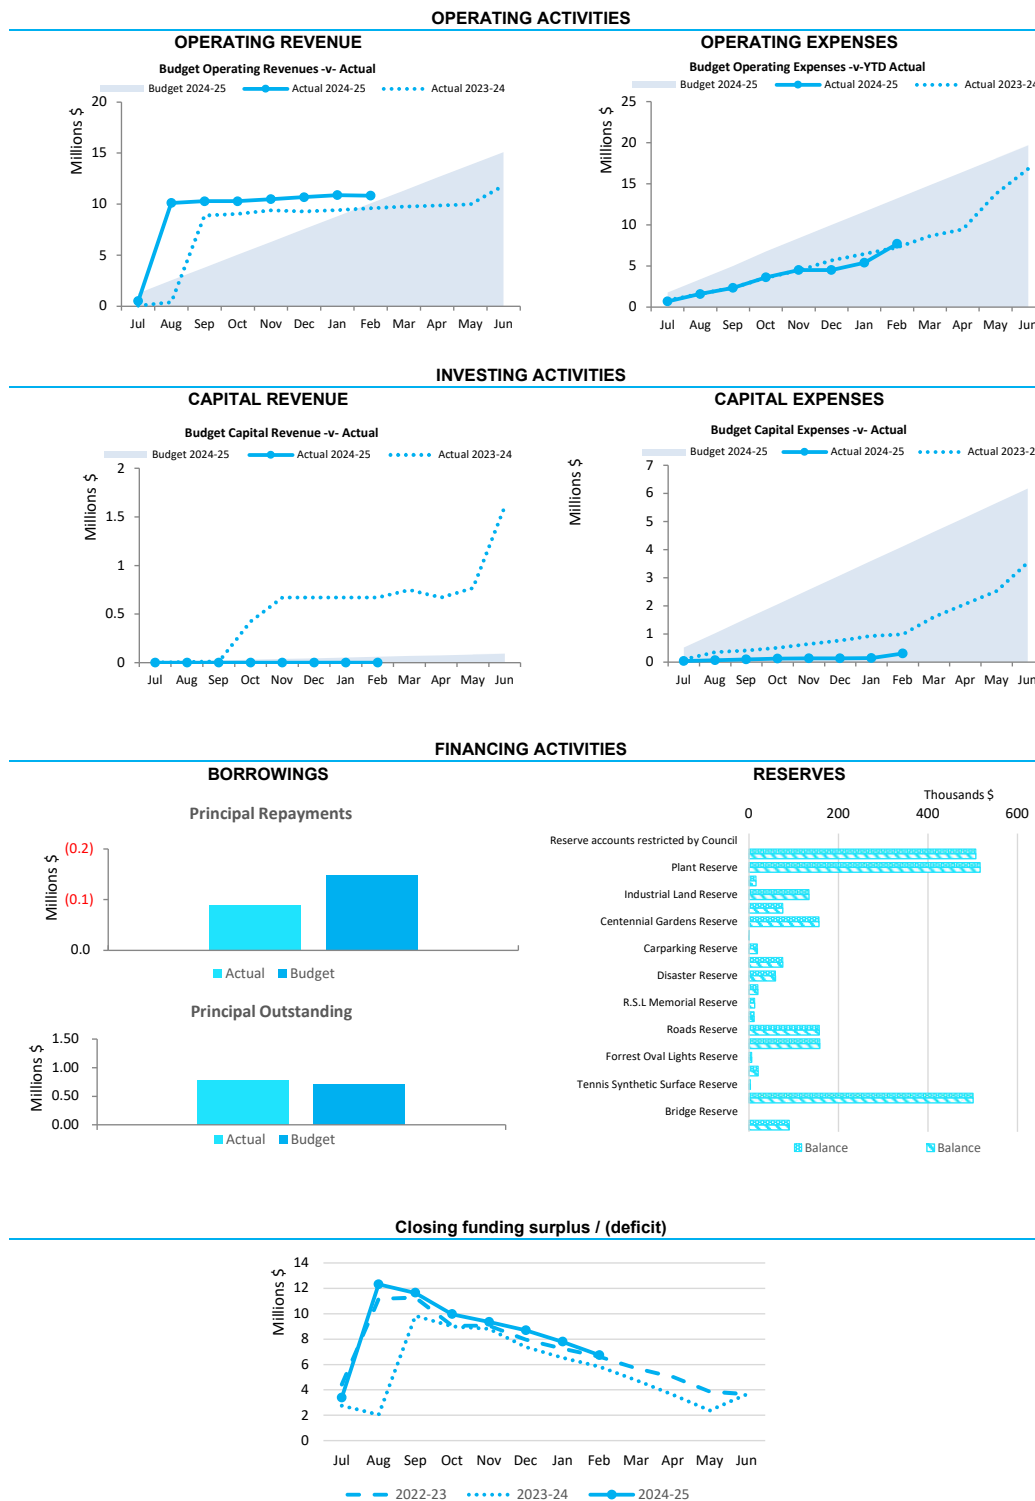 OPERATING ACTIVITIES
OPERATING REVENUE
Budget Operating Revenues -v- Actual
Budget 2024-25 Actual 2024-25 Actual 2023-24
Millions $
20
15
10
5
0
Jul Aug Sep Oct Nov Dec Jan Feb Mar Apr May Jun
OPERATING EXPENSES
Budget Operating Expenses -v-YTD Actual
Budget 2024-25 Actual 2024-25 Actual 2023-24
Millions $
25
20
15
10
5
0
Jul Aug Sep Oct Nov Dec Jan Feb Mar Apr May Jun
INVESTING ACTIVITIES
CAPITAL REVENUE
Budget Capital Revenue -v- Actual
Budget 2024-25 Actual 2024-25 Actual 2023-24
Millions $
2
1.5
1
0.5
0
Jul Aug Sep Oct Nov Dec Jan Feb Mar Apr May Jun
CAPITAL EXPENSES
Budget Capital Expenses -v- Actual
Budget 2024-25 Actual 2024-25 Actual 2023-2
Millions $
7
6
5
4
3
2
1
0
Jul Aug Sep Oct Nov Dec Jan Feb Mar Apr May Jun
FINANCING ACTIVITIES
BORROWINGS
Principal Repayments
Millions $
(0.2)
(0.1)
0.0
Actual Budget
Principal Outstanding
Millions $
1.50
1.00
0.50
0.00
Actual Budget
RESERVES
Thousands $
0 200 400 600
Reserve accounts restricted by Council
Plant Reserve
Industrial Land Reserve
Centennial Gardens Reserve
Carparking Reserve
Disaster Reserve
R.S.L Memorial Reserve
Roads Reserve
Forrest Oval Lights Reserve
Tennis Synthetic Surface Reserve
Bridge Reserve
Balance Balance
Closing funding surplus / (deficit)
Millions $
14
12
10
8
6
4
2
0
Jul Aug Sep Oct Nov Dec Jan Feb Mar Apr May Jun
2022-23 2023-24 2024-25